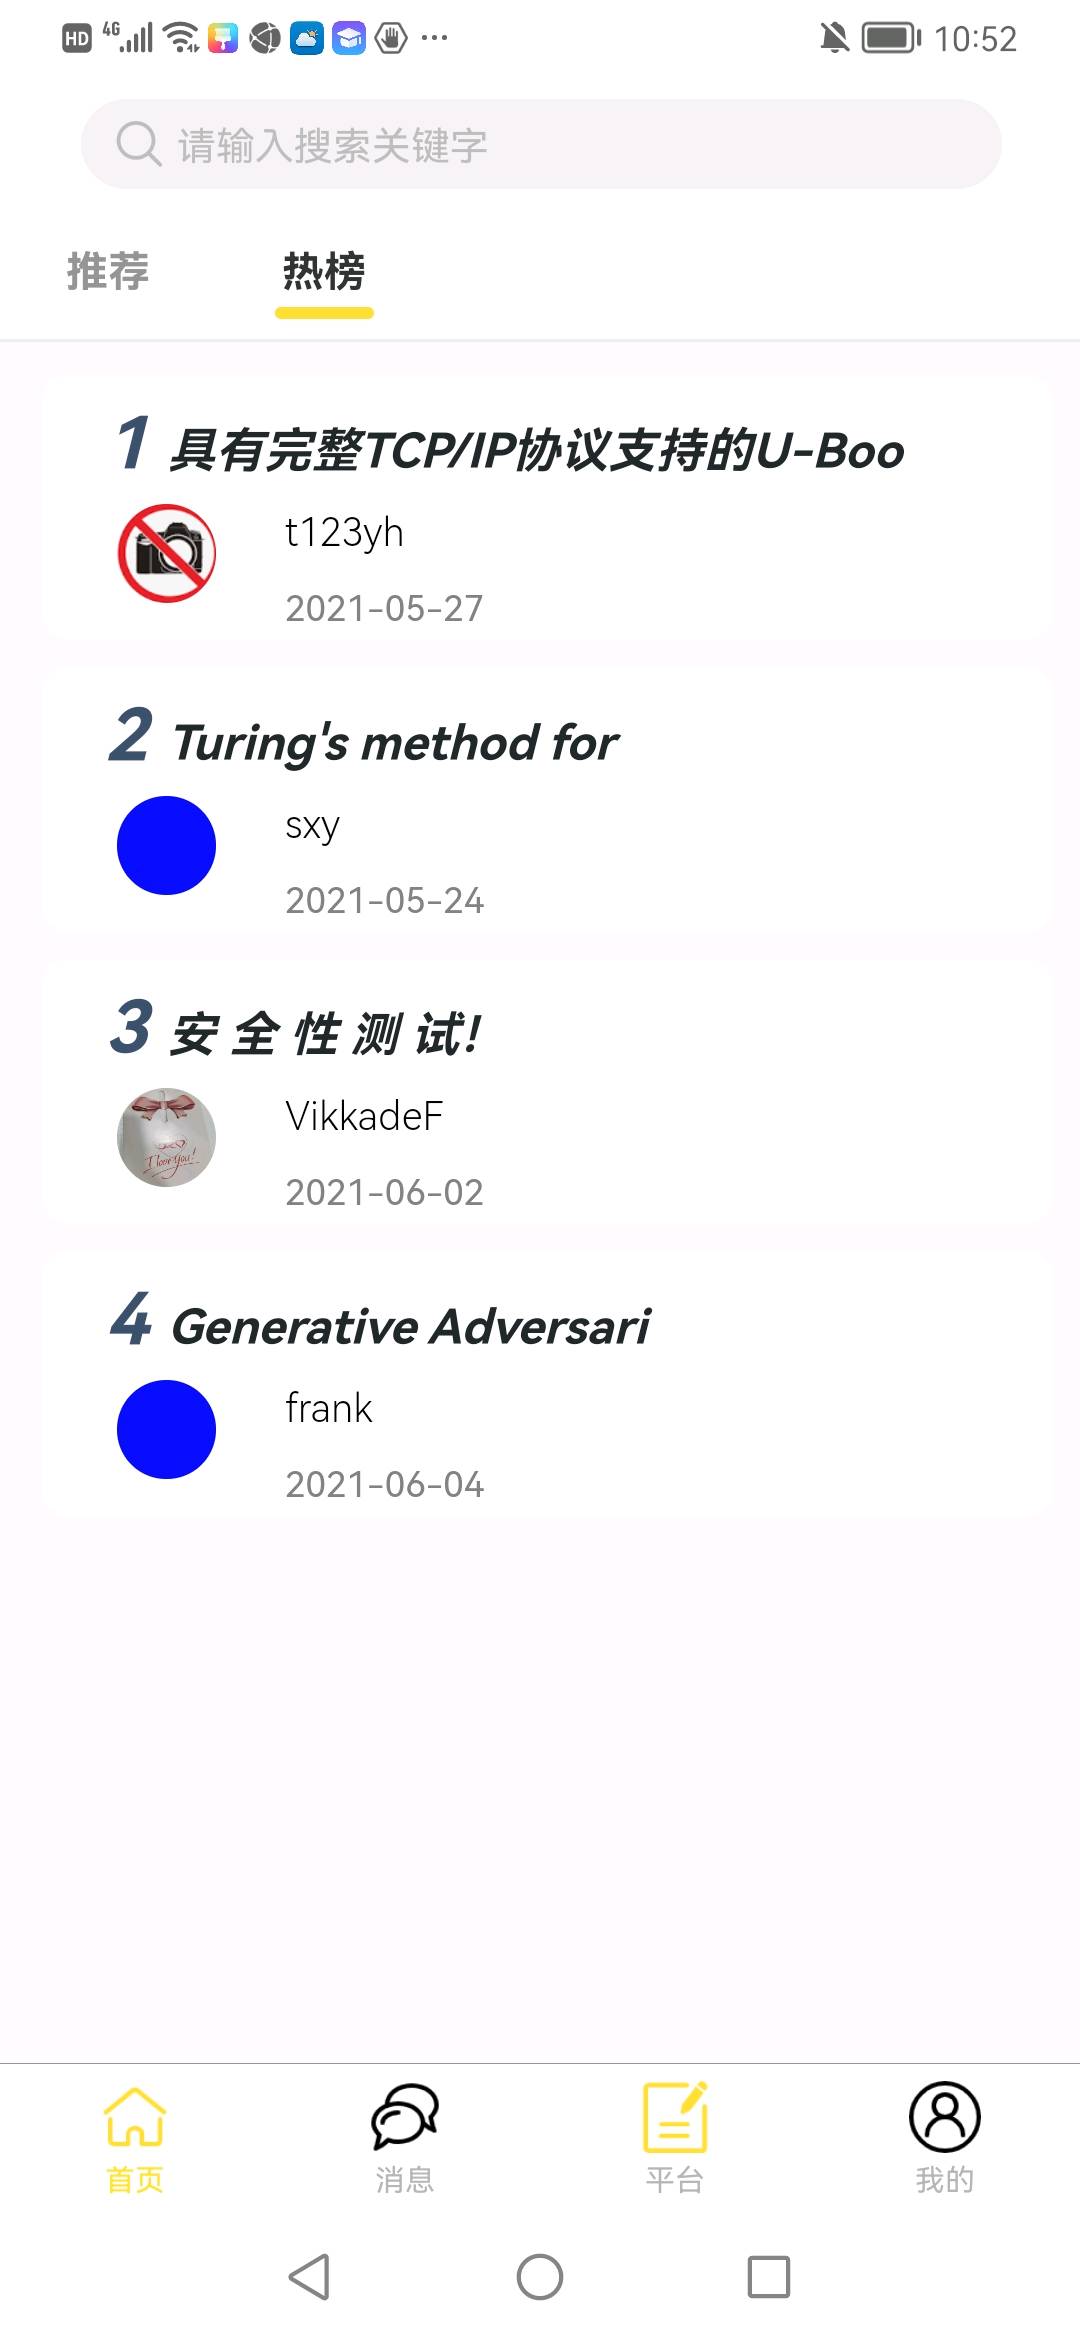 HD 4G 10:52
请输入搜索关键字
推荐 热榜
1 具有完整TCP/IP协议支持的U-Boo
t123yh
2021-05-27
2 Turing's method for
sxy
2021-05-24
3 安 全 性 测 试!
I love you!
VikkadeF
2021-06-02
4 Generative Adversari
frank
2021-06-04
首页 消息 平台 我的